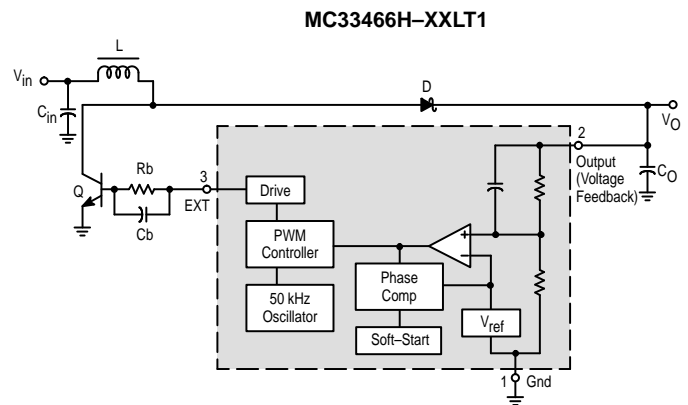 MC33466H–XXLT1
L
Vin
Cin
D
VO
2
Output
(Voltage
Feedback)
CO
Q
Rb
Cb
3
EXT
Drive
PWM
Controller
50 kHz
Oscillator
+
–
Phase
Comp
Soft–Start
Vref
1
Gnd